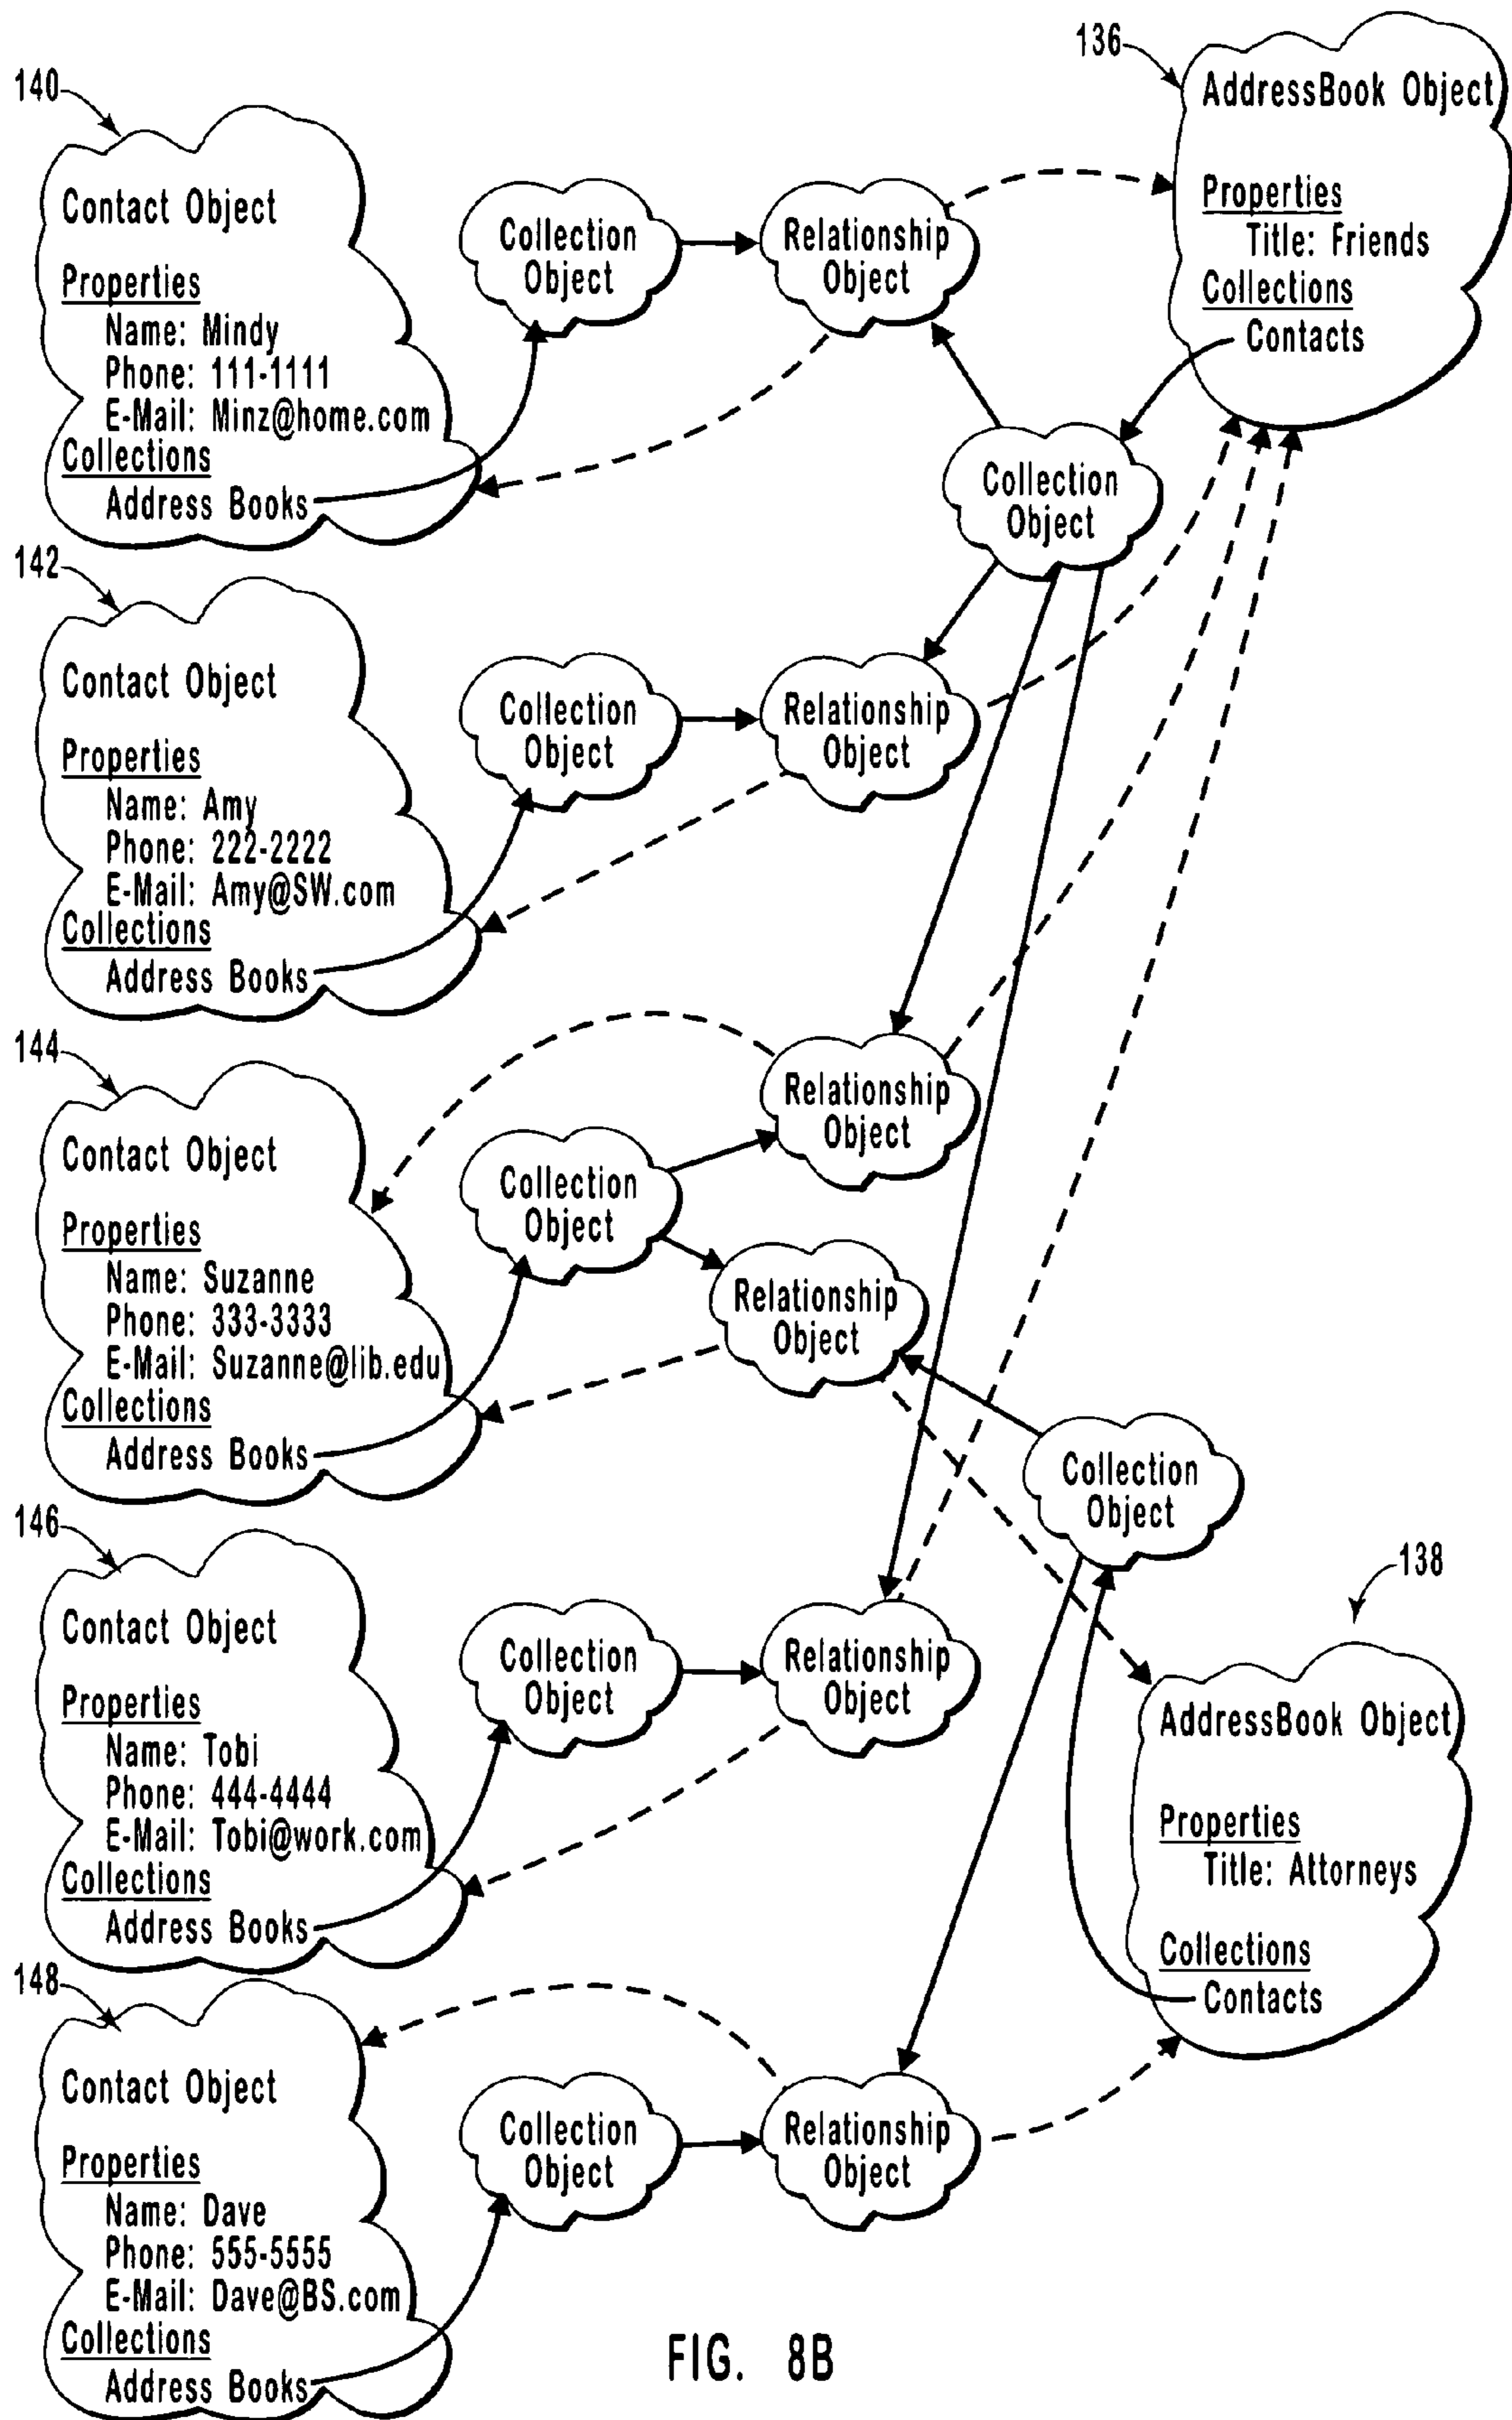 136
AddressBook Object
Properties
Title: Friends
Collections
Contacts
140
Contact Object
Properties
Name: Mindy
Phone: 111-1111
E-Mail: Minz@home.com
Collections
Address Books
Collection
Object
Relationship
Object
Collection
Object
142
Contact Object
Properties
Name: Amy
Phone: 222-2222
E-Mail: Amy@SW.com
Collections
Address Books
Collection
Object
Relationship
Object
144
Contact Object
Properties
Name: Suzanne
Phone: 333-3333
E-Mail: Suzanne@lib.edu
Collections
Address Books
Collection
Object
Relationship
Object
Relationship
Object
Collection
Object
146
Contact Object
Properties
Name: Tobi
Phone: 444-4444
E-Mail: Tobi@work.com
Collections
Address Books
Collection
Object
Relationship
Object
138
AddressBook Object
Properties
Title: Attorneys
Collections
Contacts
148
Contact Object
Properties
Name: Dave
Phone: 555-5555
E-Mail: Dave@BS.com
Collections
Address Books
Collection
Object
Relationship
Object
FIG. 8B